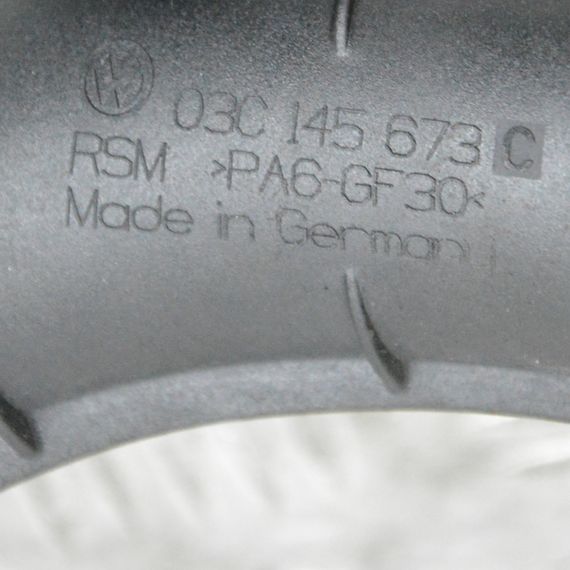 03C 145 673 C
RSM >PA6-GF30<
Made in Germany